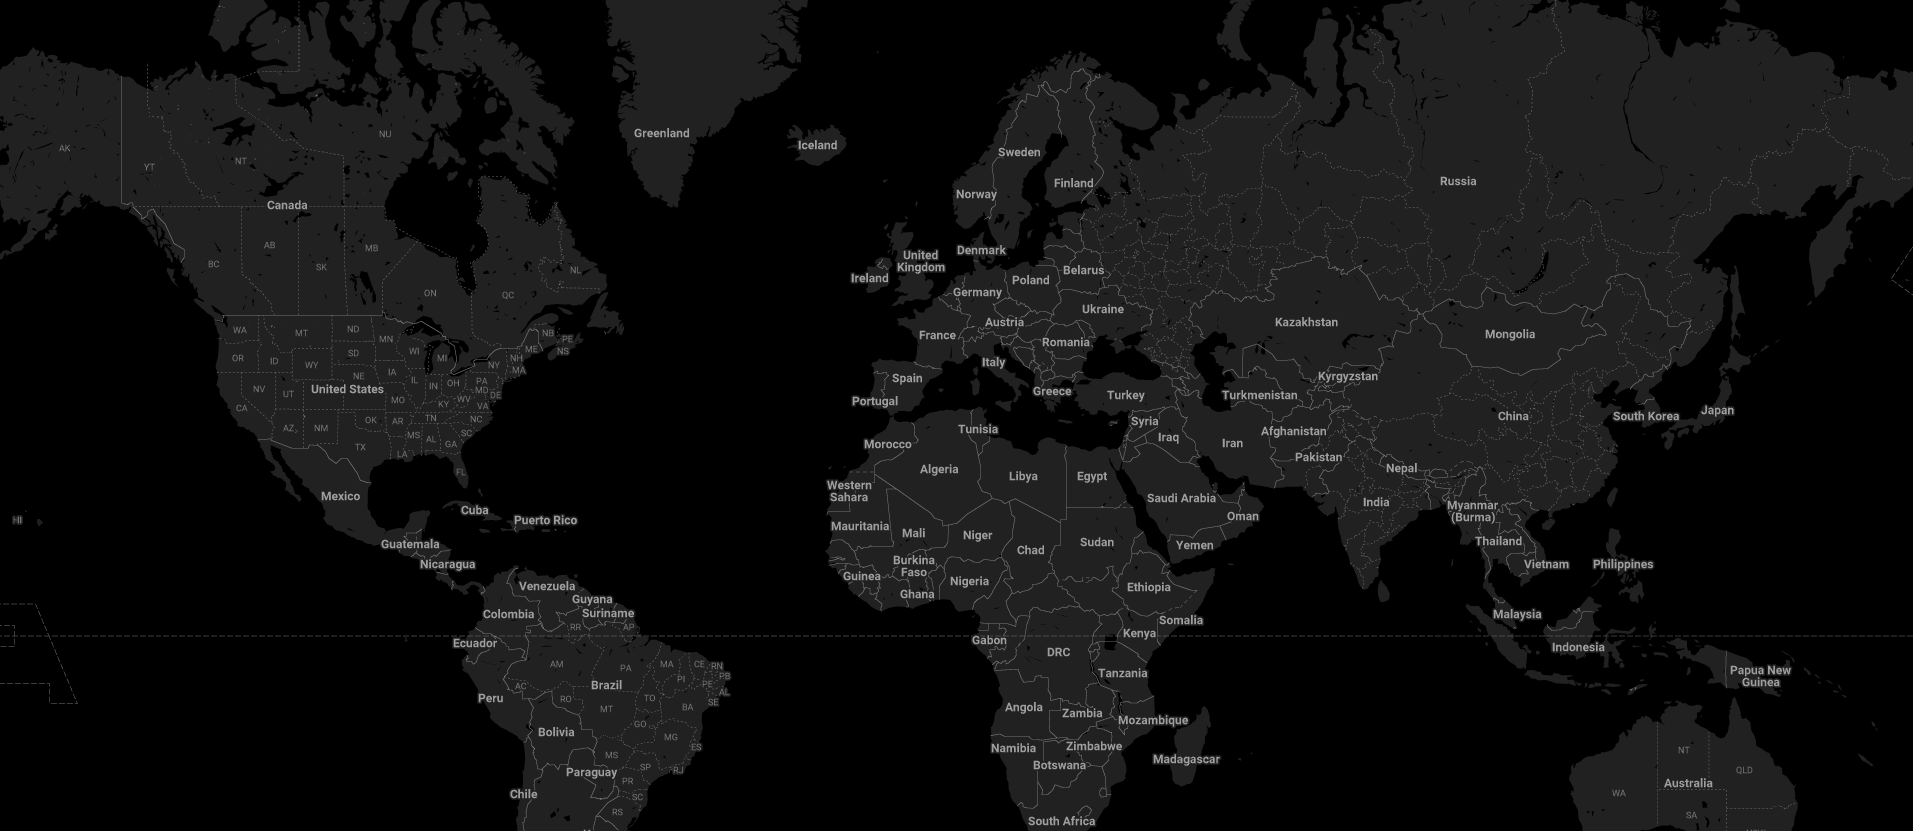 Greenland
Iceland
NU
AK
YT
NT
Canada
AB
MB
BC
SK
NL
ON
QC
Sweden
Finland
Norway
Russia
Denmark
United
Kingdom
Ireland
Belarus
Poland
Germany
Ukraine
Austria
France
Romania
Italy
Kazakhstan
Mongolia
WA
MT
ND
MN
NB
PE
NS
ME
OR
ID
WY
SD
WI
MI
NY
NH
MA
NE
IA
IL
IN
OH
PA
MD
DE
NV
UT
United States
MO
KY
WV
VA
CA
AZ
NM
OK
AR
TN
NC
SC
MS
AL
GA
TX
LA
FL
Spain
Portugal
Greece
Turkey
Kyrgyzstan
Turkmenistan
China
South Korea
Japan
Tunisia
Syria
Morocco
Iraq
Iran
Afghanistan
Pakistan
Nepal
Algeria
Libya
Egypt
Western
Sahara
Saudi Arabia
India
Myanmar
(Burma)
Mexico
HI
Cuba
Puerto Rico
Oman
Mauritania
Mali
Niger
Chad
Sudan
Yemen
Thailand
Guatemala
Nicaragua
Burkina
Faso
Guinea
Ghana
Nigeria
Ethiopia
Vietnam
Philippines
Venezuela
Guyana
Colombia
Suriname
RR
AP
Somalia
Malaysia
Ecuador
Gabon
Kenya
DRC
Indonesia
AM
PA
MA
CE
RN
PB
PI
PE
AL
SE
AC
Brazil
Tanzania
Papua New
Guinea
Peru
RO
MT
TO
BA
Angola
Zambia
Mozambique
GO
Bolivia
MG
ES
MS
Namibia
Zimbabwe
Botswana
Madagascar
NT
QLD
Paraguay
SP
RJ
PR
Chile
SC
RS
WA
Australia
SA
South Africa